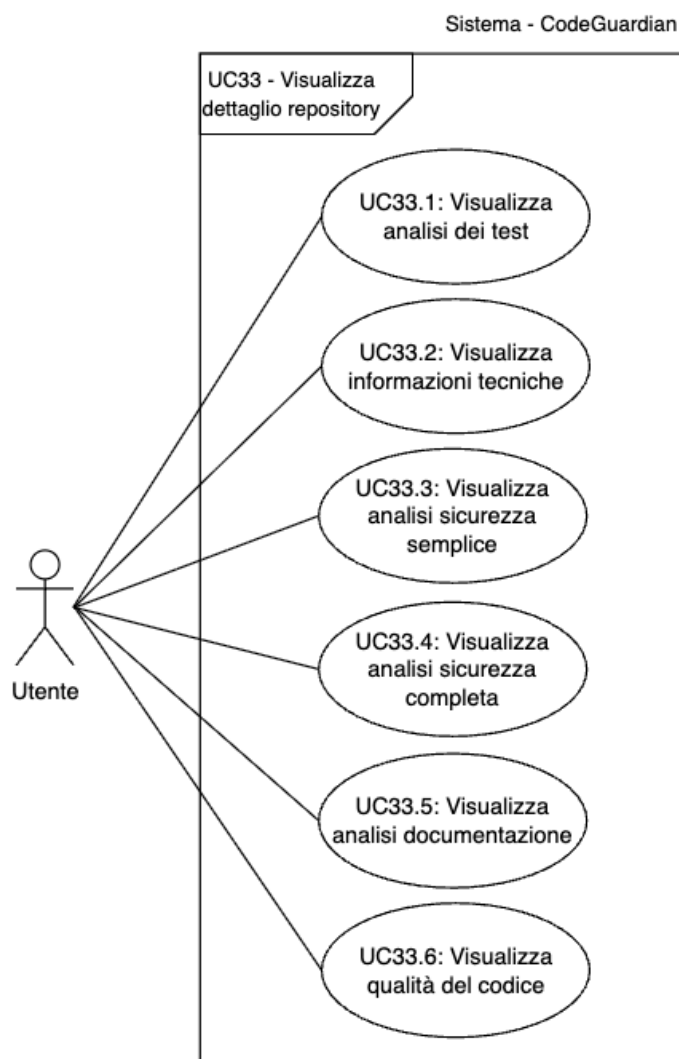 Sistema - CodeGuardian
UC33 - Visualizza
dettaglio repository
UC33.1: Visualizza
analisi dei test
UC33.2: Visualizza
informazioni tecniche
UC33.3: Visualizza
analisi sicurezza
semplice
UC33.4: Visualizza
analisi sicurezza
completa
Utente
UC33.5: Visualizza
analisi documentazione
UC33.6: Visualizza
qualità del codice